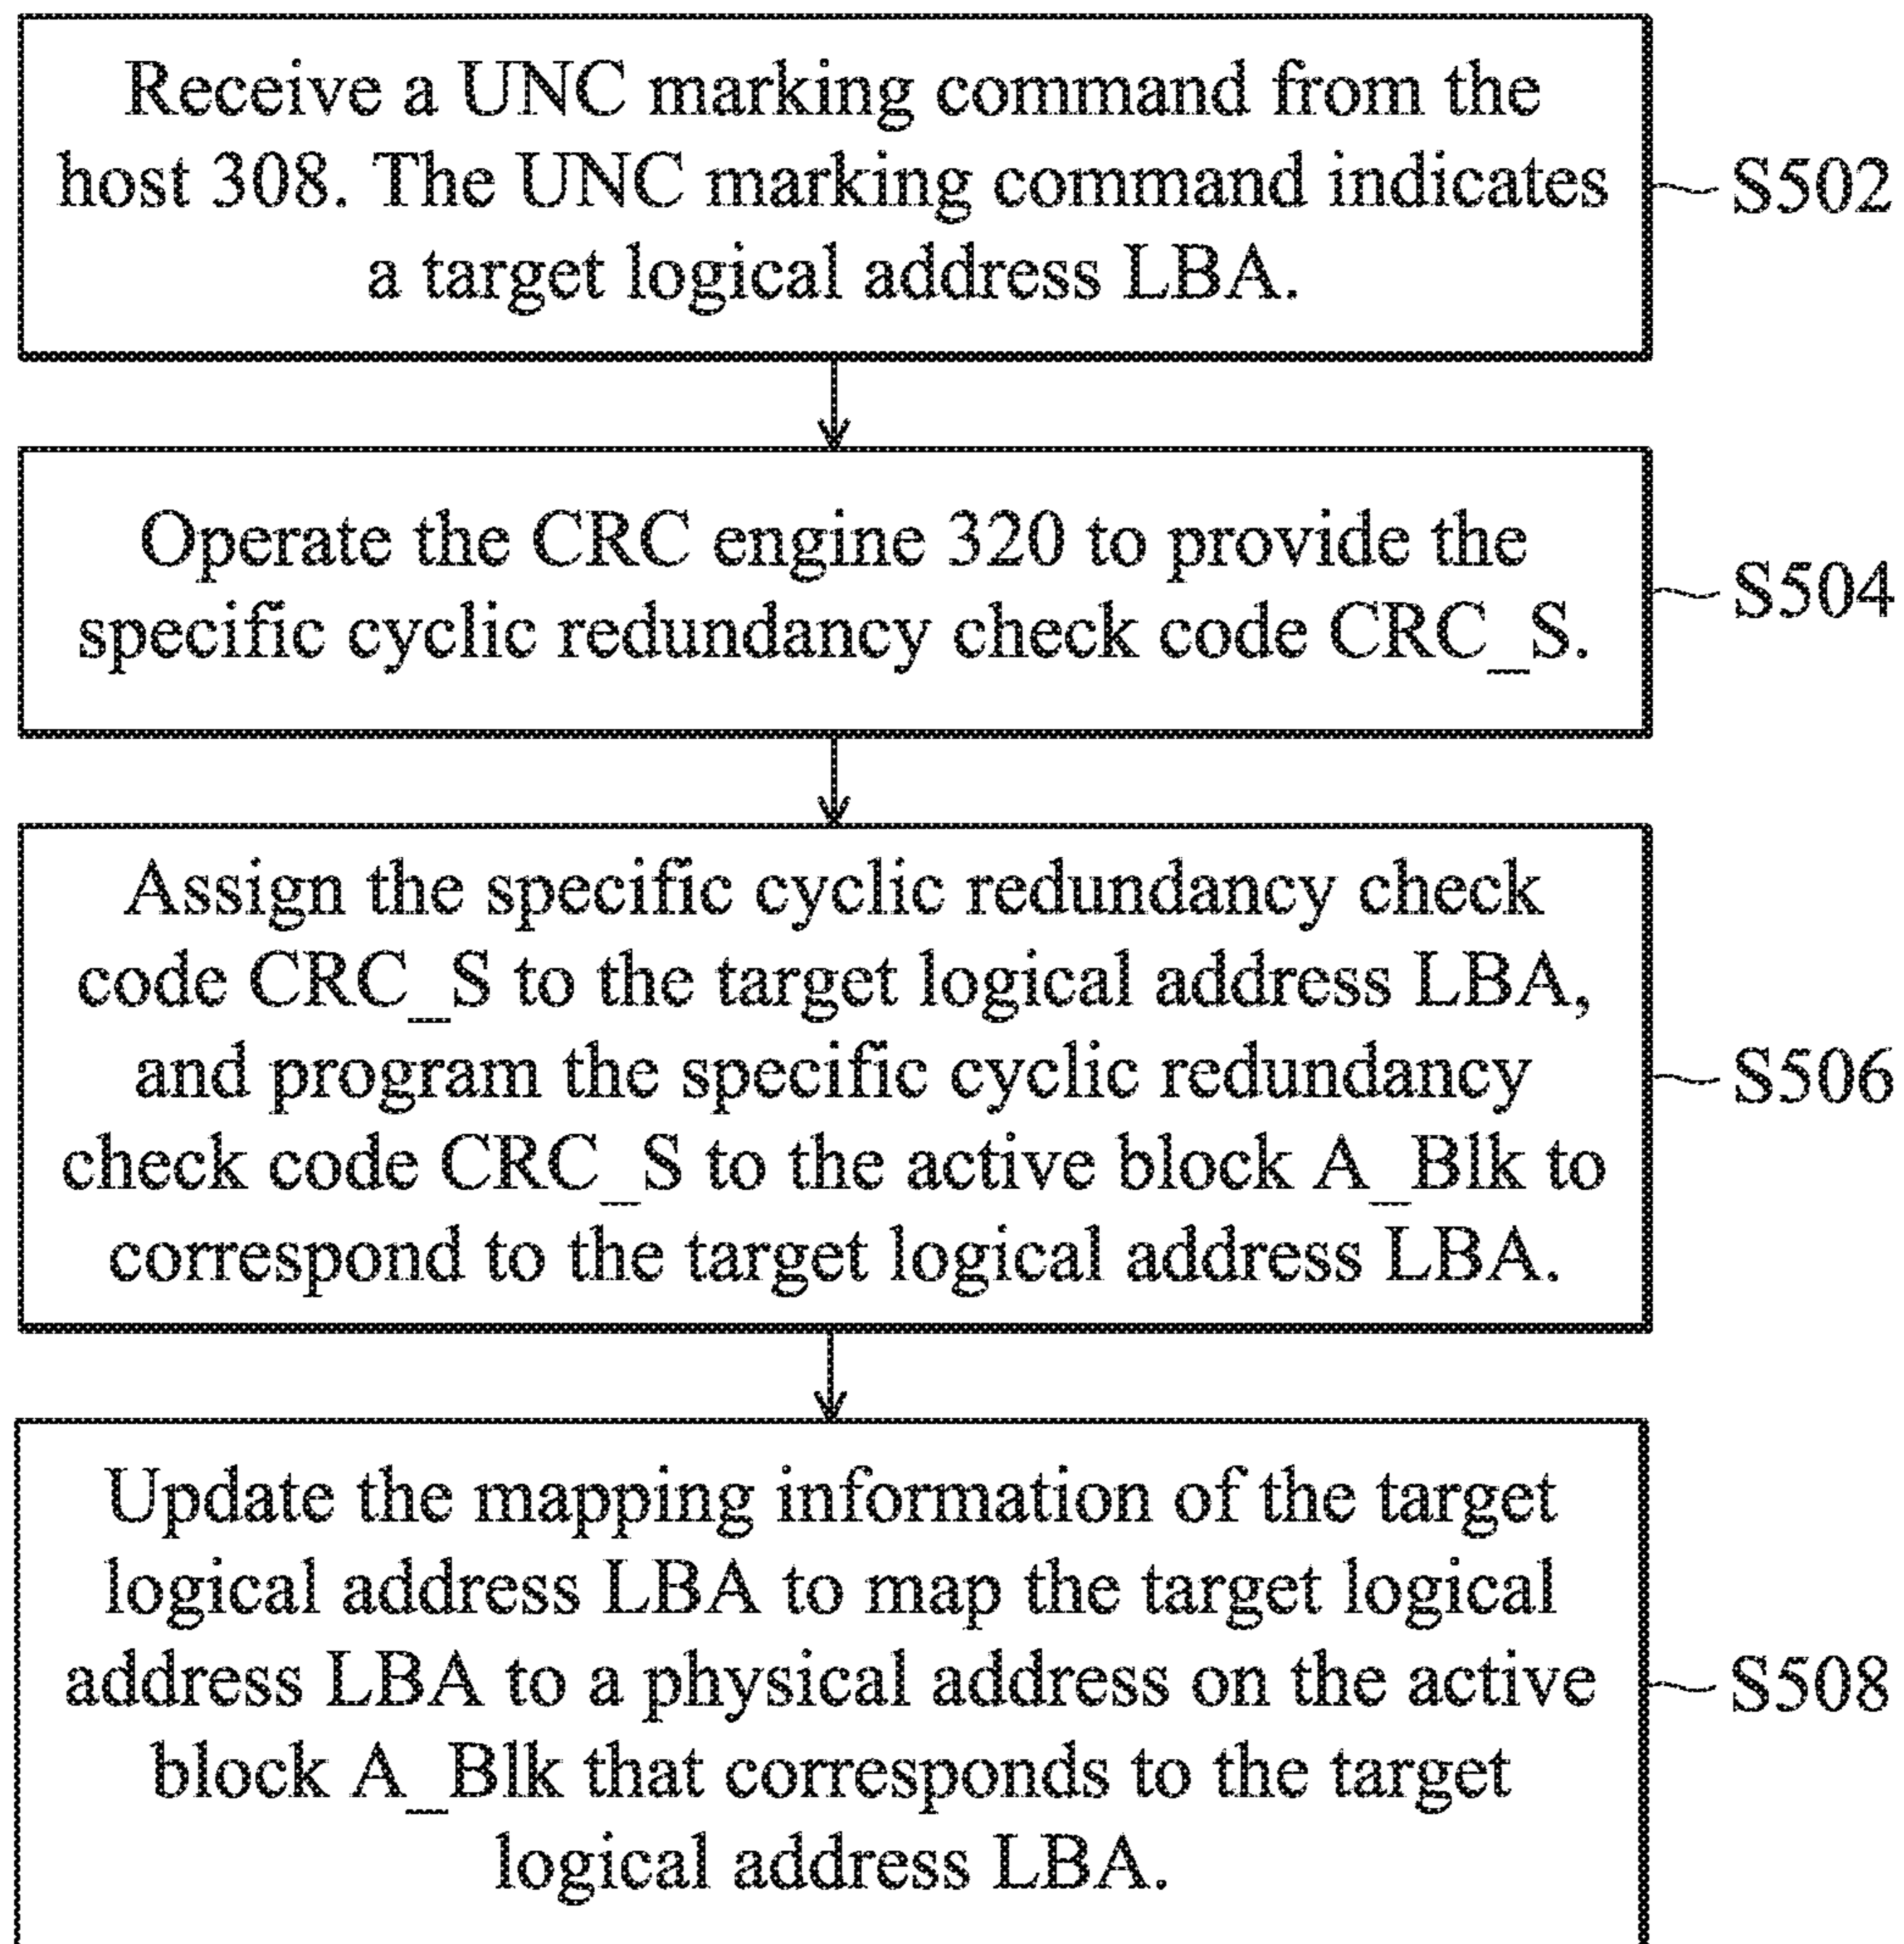 Receive a UNC marking command from the
host 308. The UNC marking command indicates
a target logical address LBA.
S502
Operate the CRC engine 320 to provide the
specific cyclic redundancy check code CRC_S.
S504
Assign the specific cyclic redundancy check
code CRC_S to the target logical address LBA,
and program the specific cyclic redundancy
check code CRC_S to the active block A_Blk to
correspond to the target logical address LBA.
S506
Update the mapping information of the target
logical address LBA to map the target logical
address LBA to a physical address on the active
block A_Blk that corresponds to the target
logical address LBA.
S508